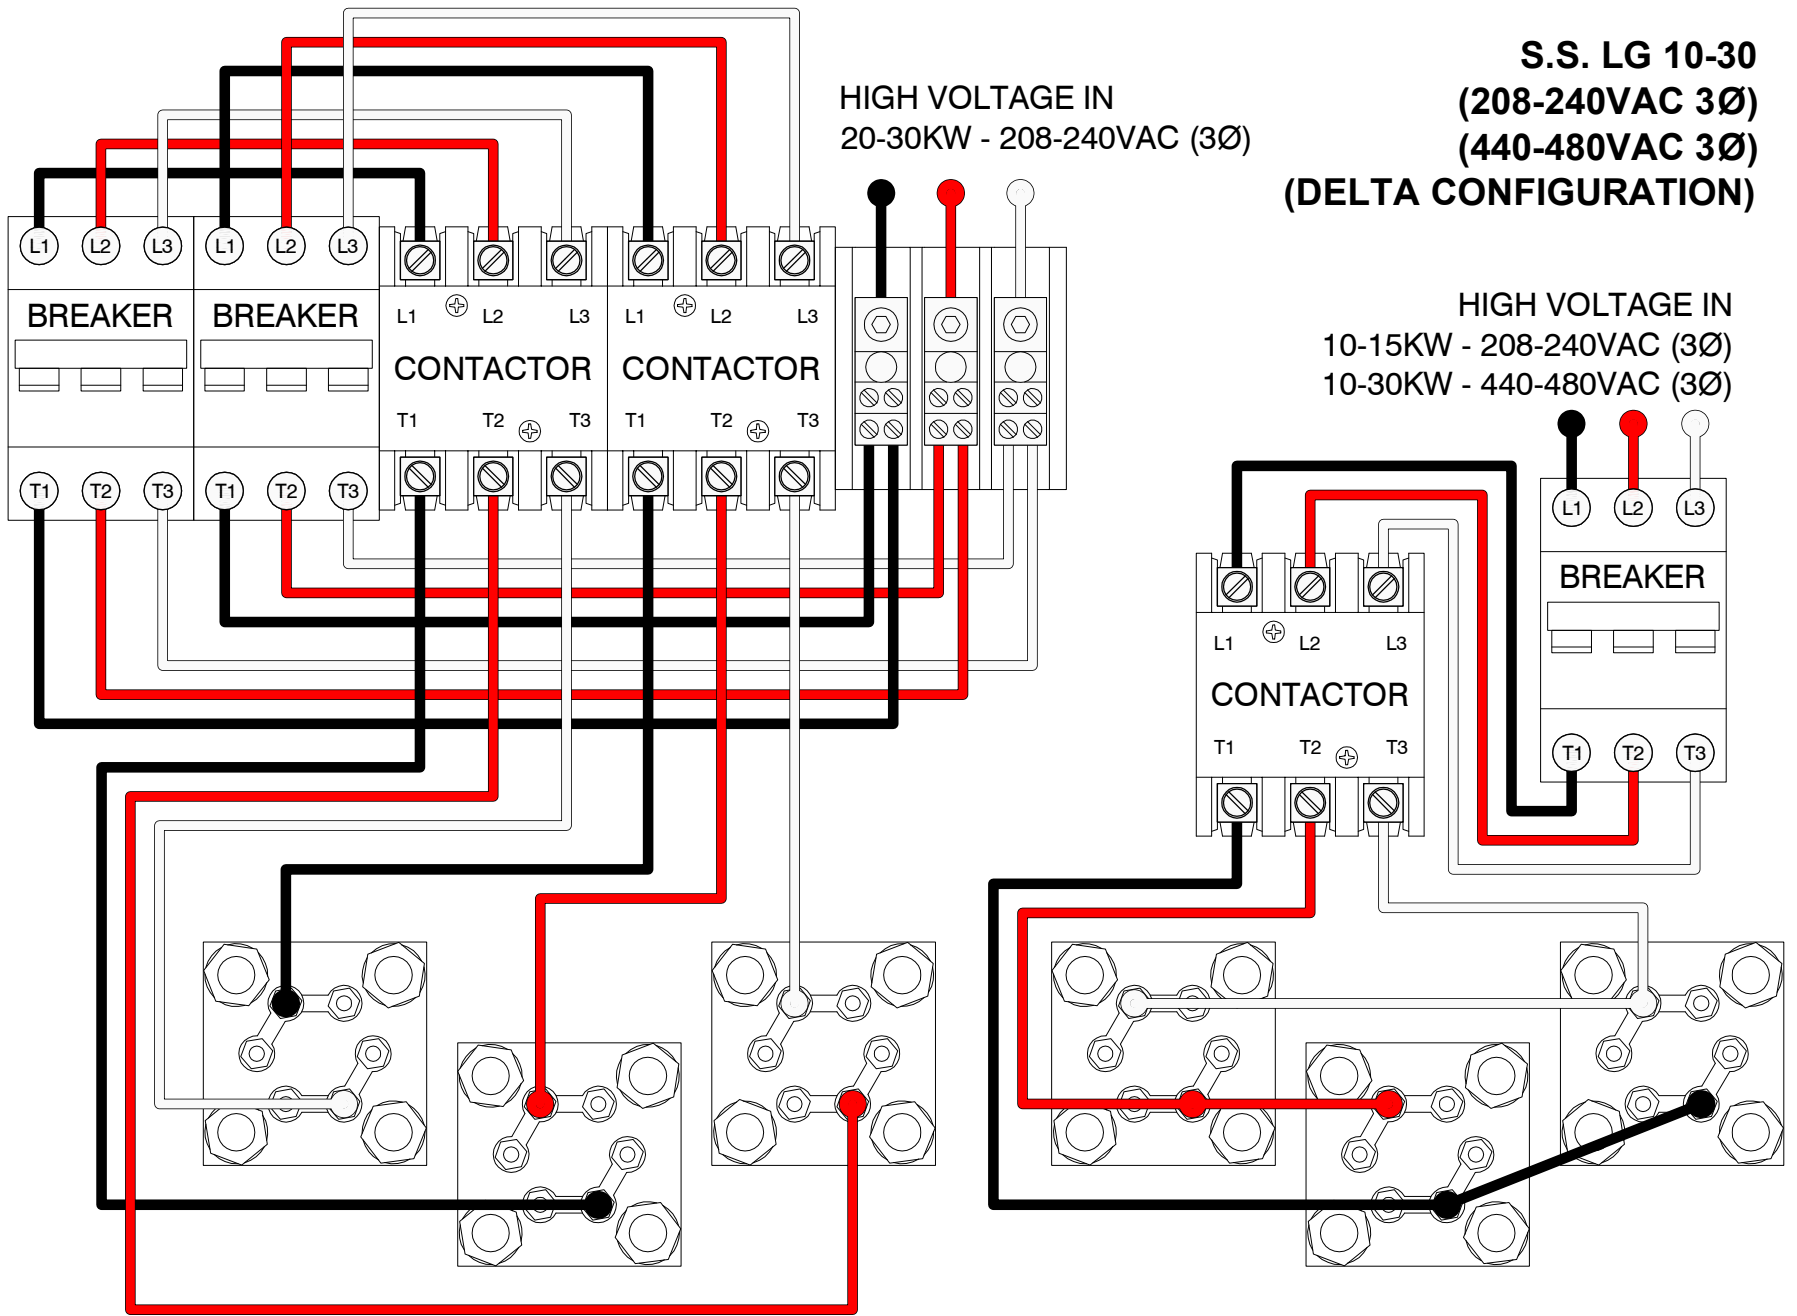 S.S. LG 10-30
(208-240VAC 3Ø)
(440-480VAC 3Ø)
(DELTA CONFIGURATION)
HIGH VOLTAGE IN
20-30KW - 208-240VAC (3Ø)
L1 L2 L3 L1 L2 L3
BREAKER BREAKER
L1 L2 L3 L1 L2 L3
CONTACTOR CONTACTOR
T1 T2 T3 T1 T2 T3
T1 T2 T3 T1 T2 T3
HIGH VOLTAGE IN
10-15KW - 208-240VAC (3Ø)
10-30KW - 440-480VAC (3Ø)
L1 L2 L3
BREAKER
L1 L2 L3
CONTACTOR
T1 T2 T3
T1 T2 T3